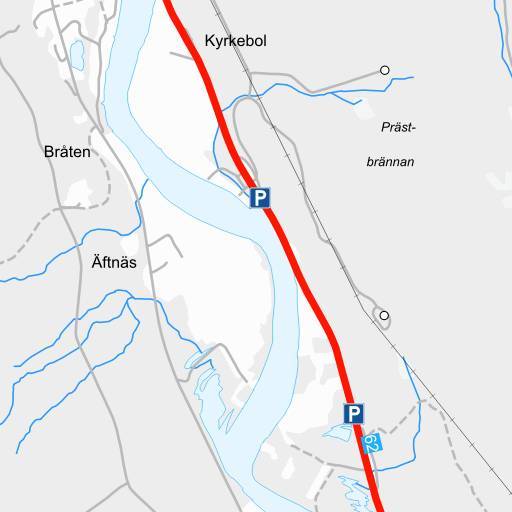 Kyrkebol
Präst-
brännan
Bråten
P
Äftnäs
P
62